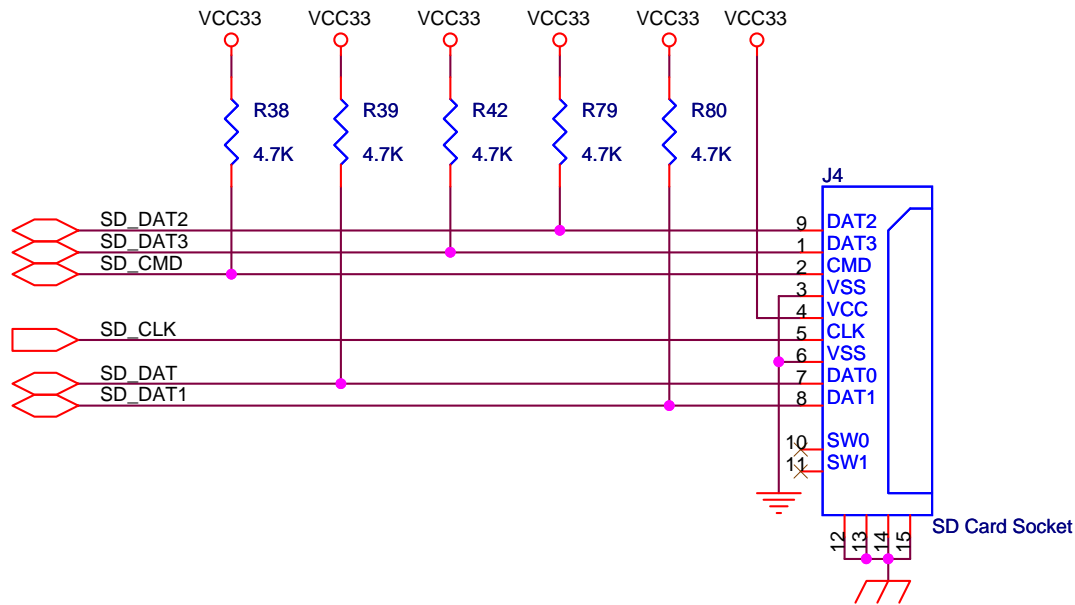 VCC33 VCC33 VCC33 VCC33 VCC33 VCC33
R38 R39 R42 R79 R80
4.7K 4.7K 4.7K 4.7K 4.7K
J4
SD_DAT2 9 DAT2
SD_DAT3 1 DAT3
SD_CMD 2 CMD
3 VSS
4 VCC
SD_CLK 5 CLK
6 VSS
SD_DAT 7 DAT0
SD_DAT1 8 DAT1
10 SW0
11 SW1
SD Card Socket
12 13 14 15